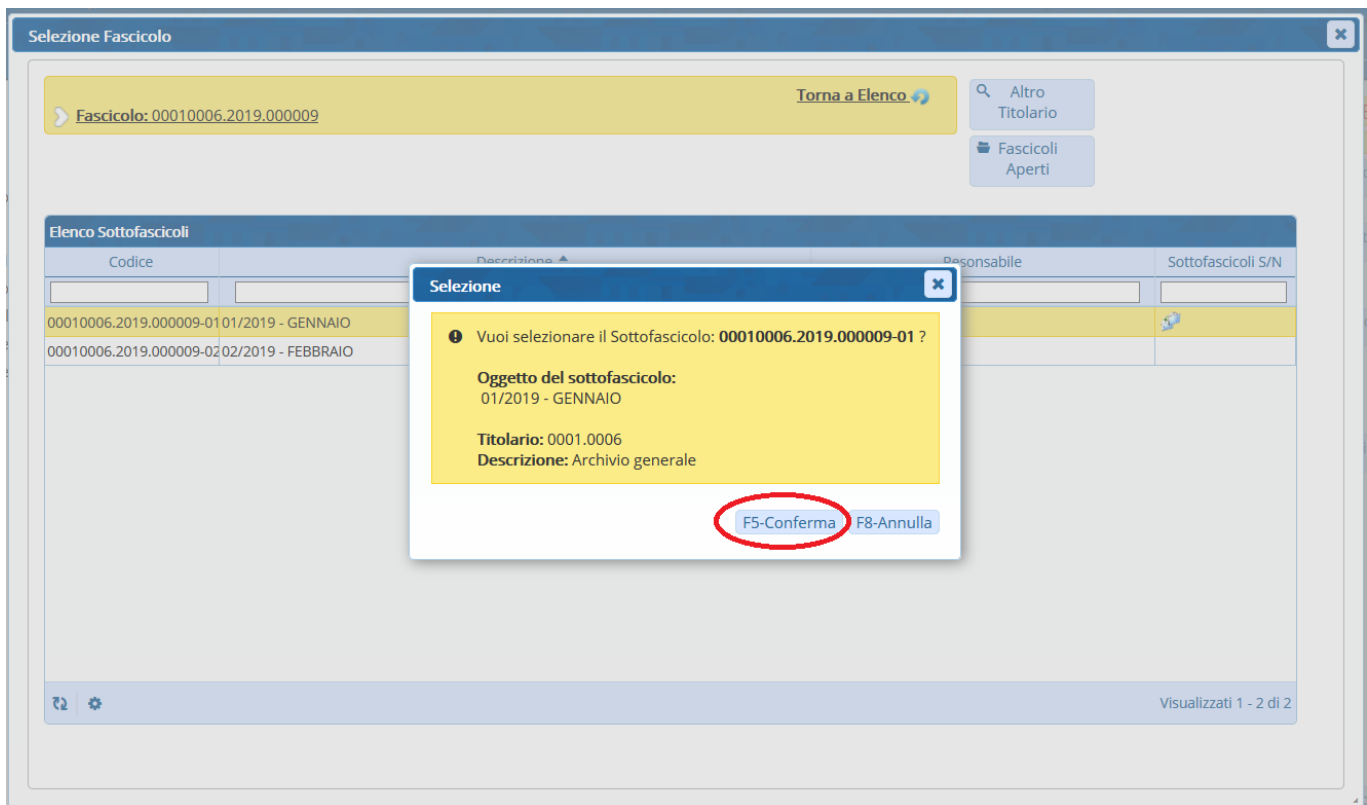 Selezione Fascicolo
Torna a Elenco
Fascicolo: 00010006.2019.000009
Altro
Titolario
Fascicoli
Aperti
Elenco Sottofascicoli
Codice Descrizione Resonsabile Sottofascicoli S/N
00010006.2019.000009-01 01/2019 - GENNAIO
00010006.2019.000009-02 02/2019 - FEBBRAIO
Selezione
Vuoi selezionare il Sottofascicolo: 00010006.2019.000009-01 ?
Oggetto del sottofascicolo:
01/2019 - GENNAIO
Titolario: 0001.0006
Descrizione: Archivio generale
F5-Conferma F8-Annulla
Visualizzati 1 - 2 di 2